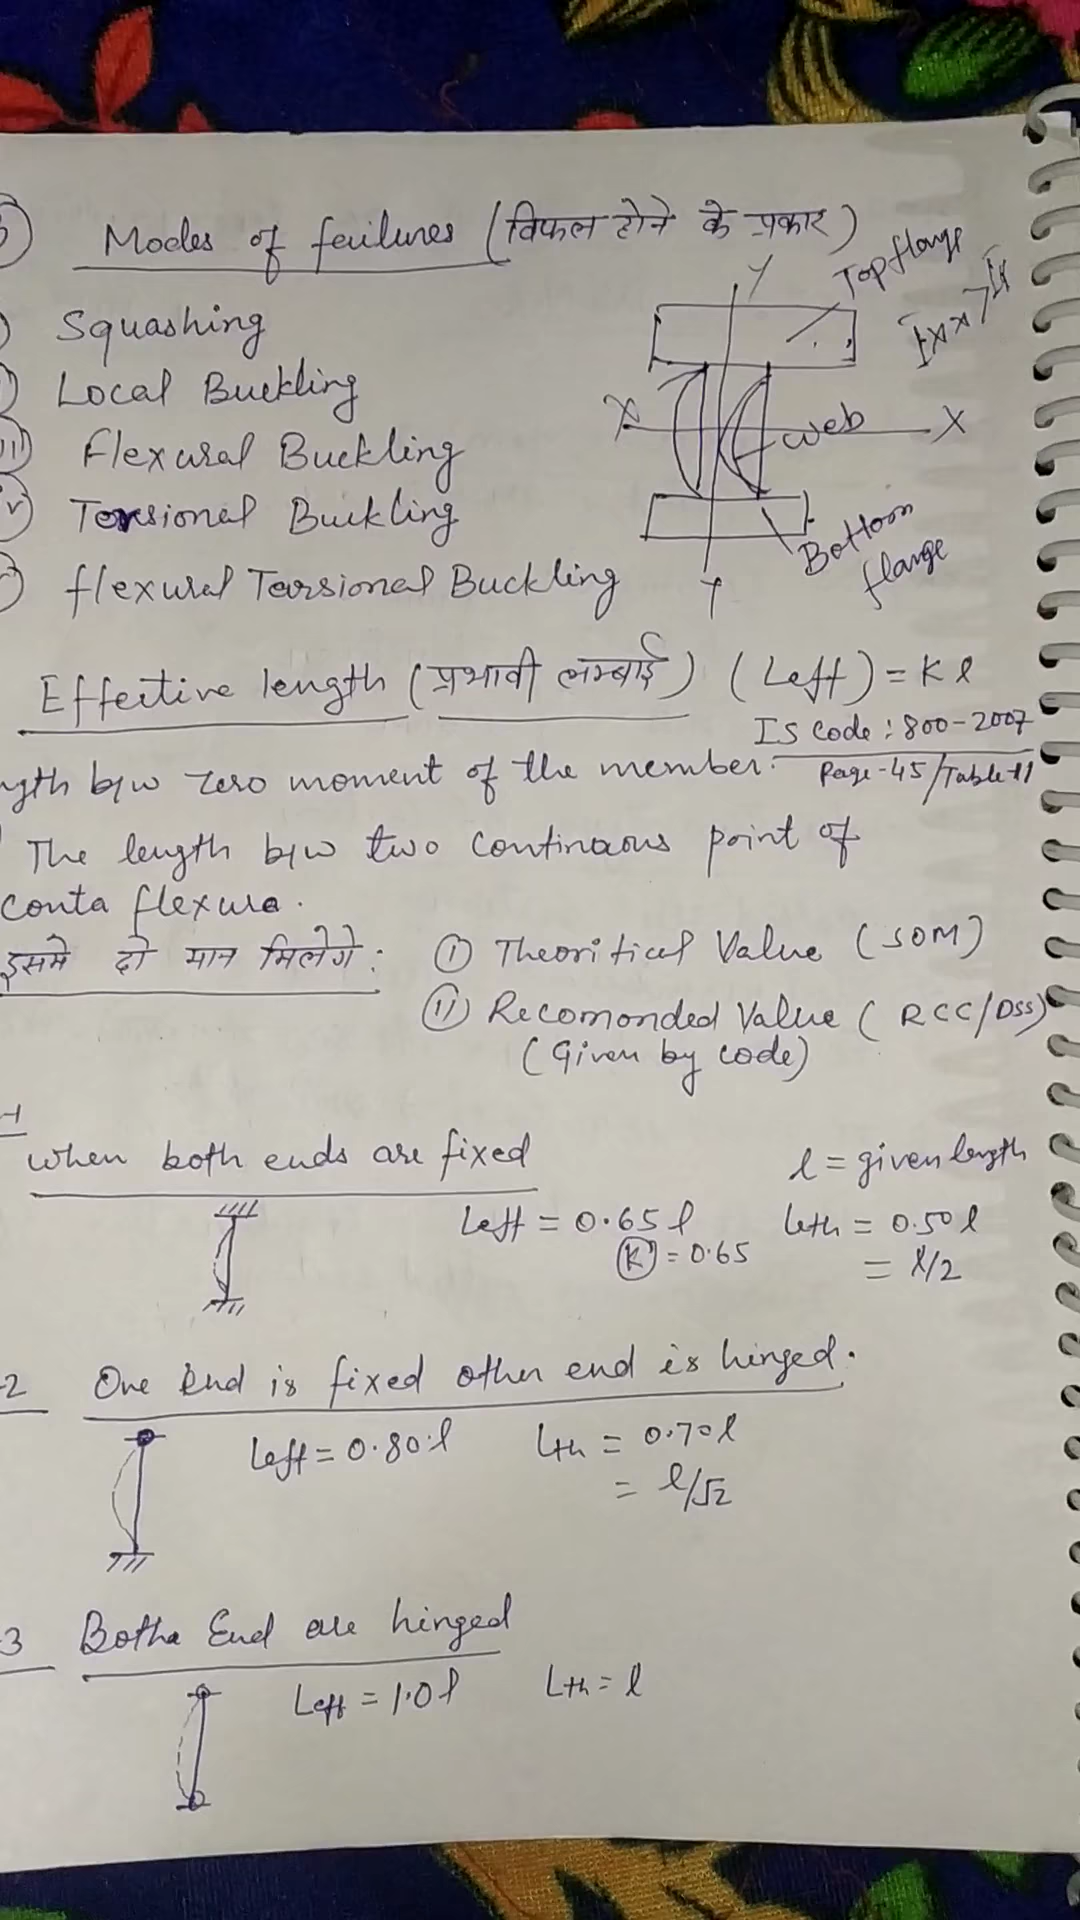 Modes of failures (विफल होने के प्रकार)
Squashing
Local Buckling
Flexural Buckling
Torsional Buckling
flexural Torsional Buckling
Y
Top flange
X
web
X
Bottom
flange
Y
Effective length (प्रभावी लम्बाई) (Leff) = K l
IS Code : 800-2007
Page-45/Table-11
ngth b/w zero moment of the member.
The length b/w two continuous point of
conta flexure.
इसमे दो मान मिलेगे :
① Theoritical Value (SOM)
(ii) Recomonded Value (RCC/DSS)
(Given by code)
when both ends are fixed
l = given length
Leff = 0.65 l
K = 0.65
Leth = 0.50 l
= l/2
-2 One End is fixed other end is hinged.
Leff = 0.80 l
Lth = 0.70 l
= l/√2
-3 Botha End are hinged
Leff = 1.0 l
Lth = l